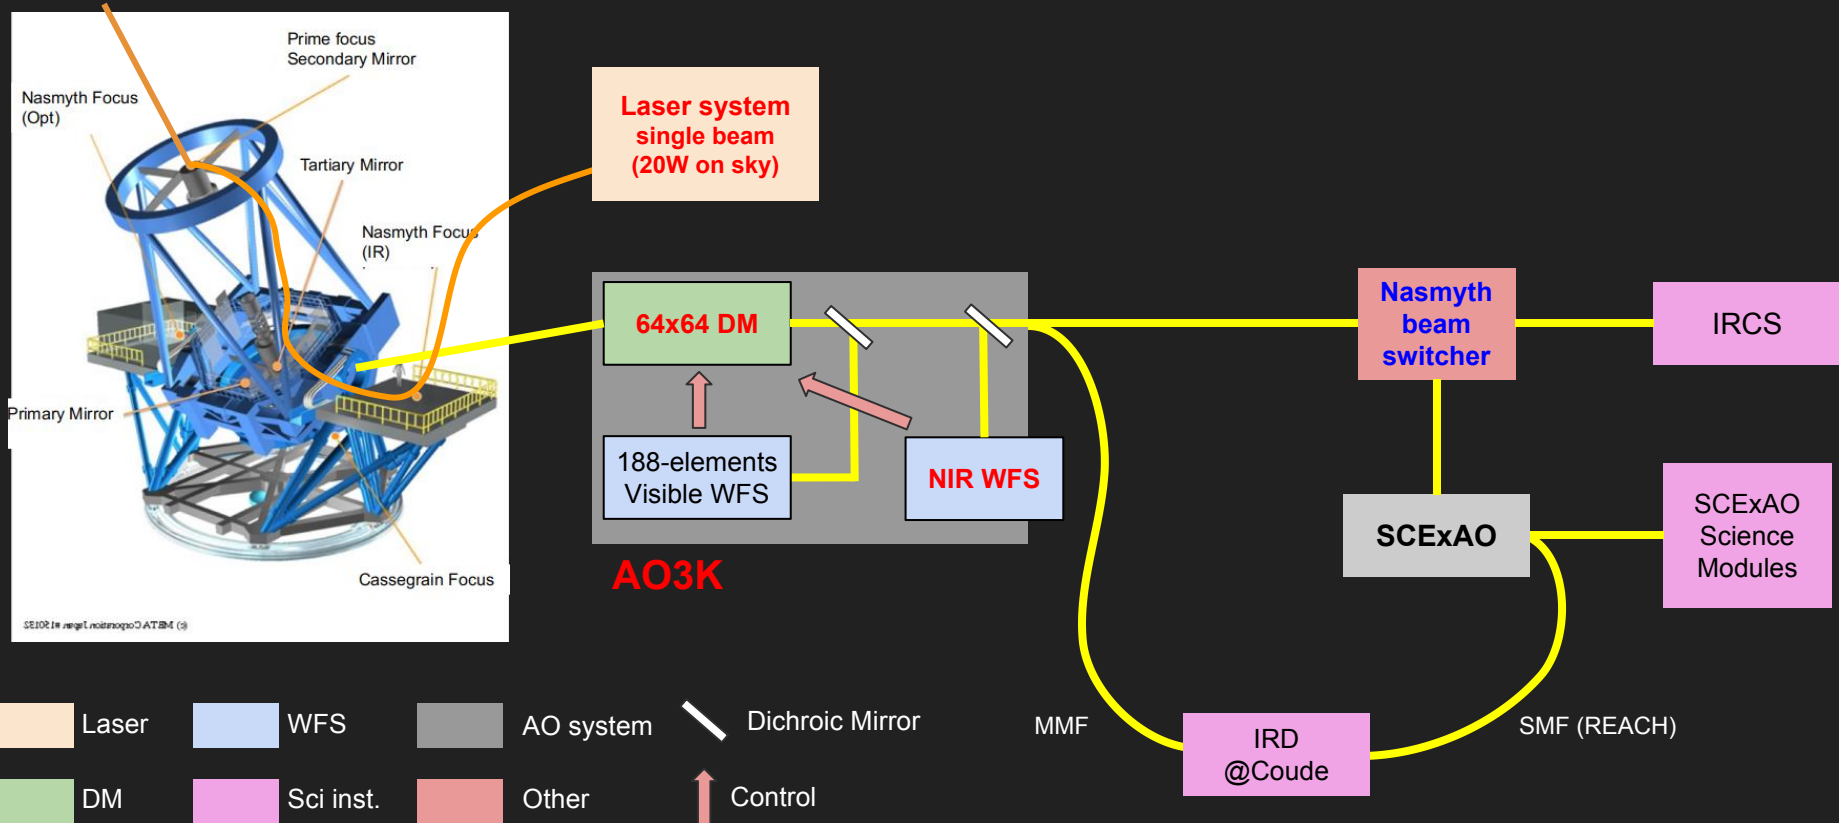 Prime focus
Secondary Mirror
Nasmyth Focus
(Opt)
Tartiary Mirror
Nasmyth Focus
(IR)
Primary Mirror
Cassegrain Focus
Laser system
single beam
(20W on sky)
64x64 DM
188-elements
Visible WFS
NIR WFS
AO3K
Nasmyth
beam
switcher
IRCS
SCExAO
SCExAO
Science
Modules
MMF
IRD
@Coude
SMF (REACH)
Laser
WFS
AO system
Dichroic Mirror
DM
Sci inst.
Other
Control